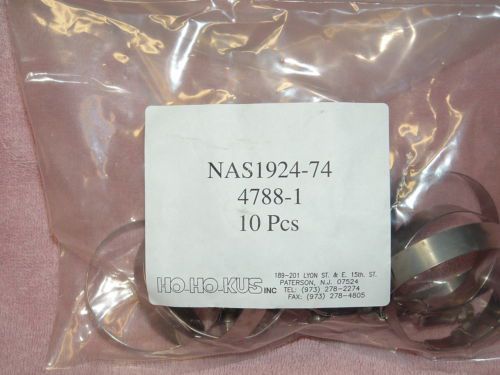 NAS1924-74
4788-1
10 Pcs
HO-HO-KUS INC
189-201 LYON ST. & E. 15th. ST.
PATERSON, N.J. 07524
TEL: (973) 278-2274
FAX: (973) 278-4805